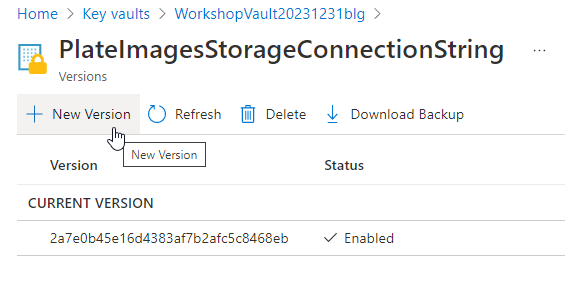 Home > Key vaults > WorkshopVault20231231blg >
PlateImagesStorageConnectionString ...
Versions
New Version Refresh Delete Download Backup
New Version
Version Status
CURRENT VERSION
2a7e0b45e16d4383af7b2afc5c8468eb Enabled